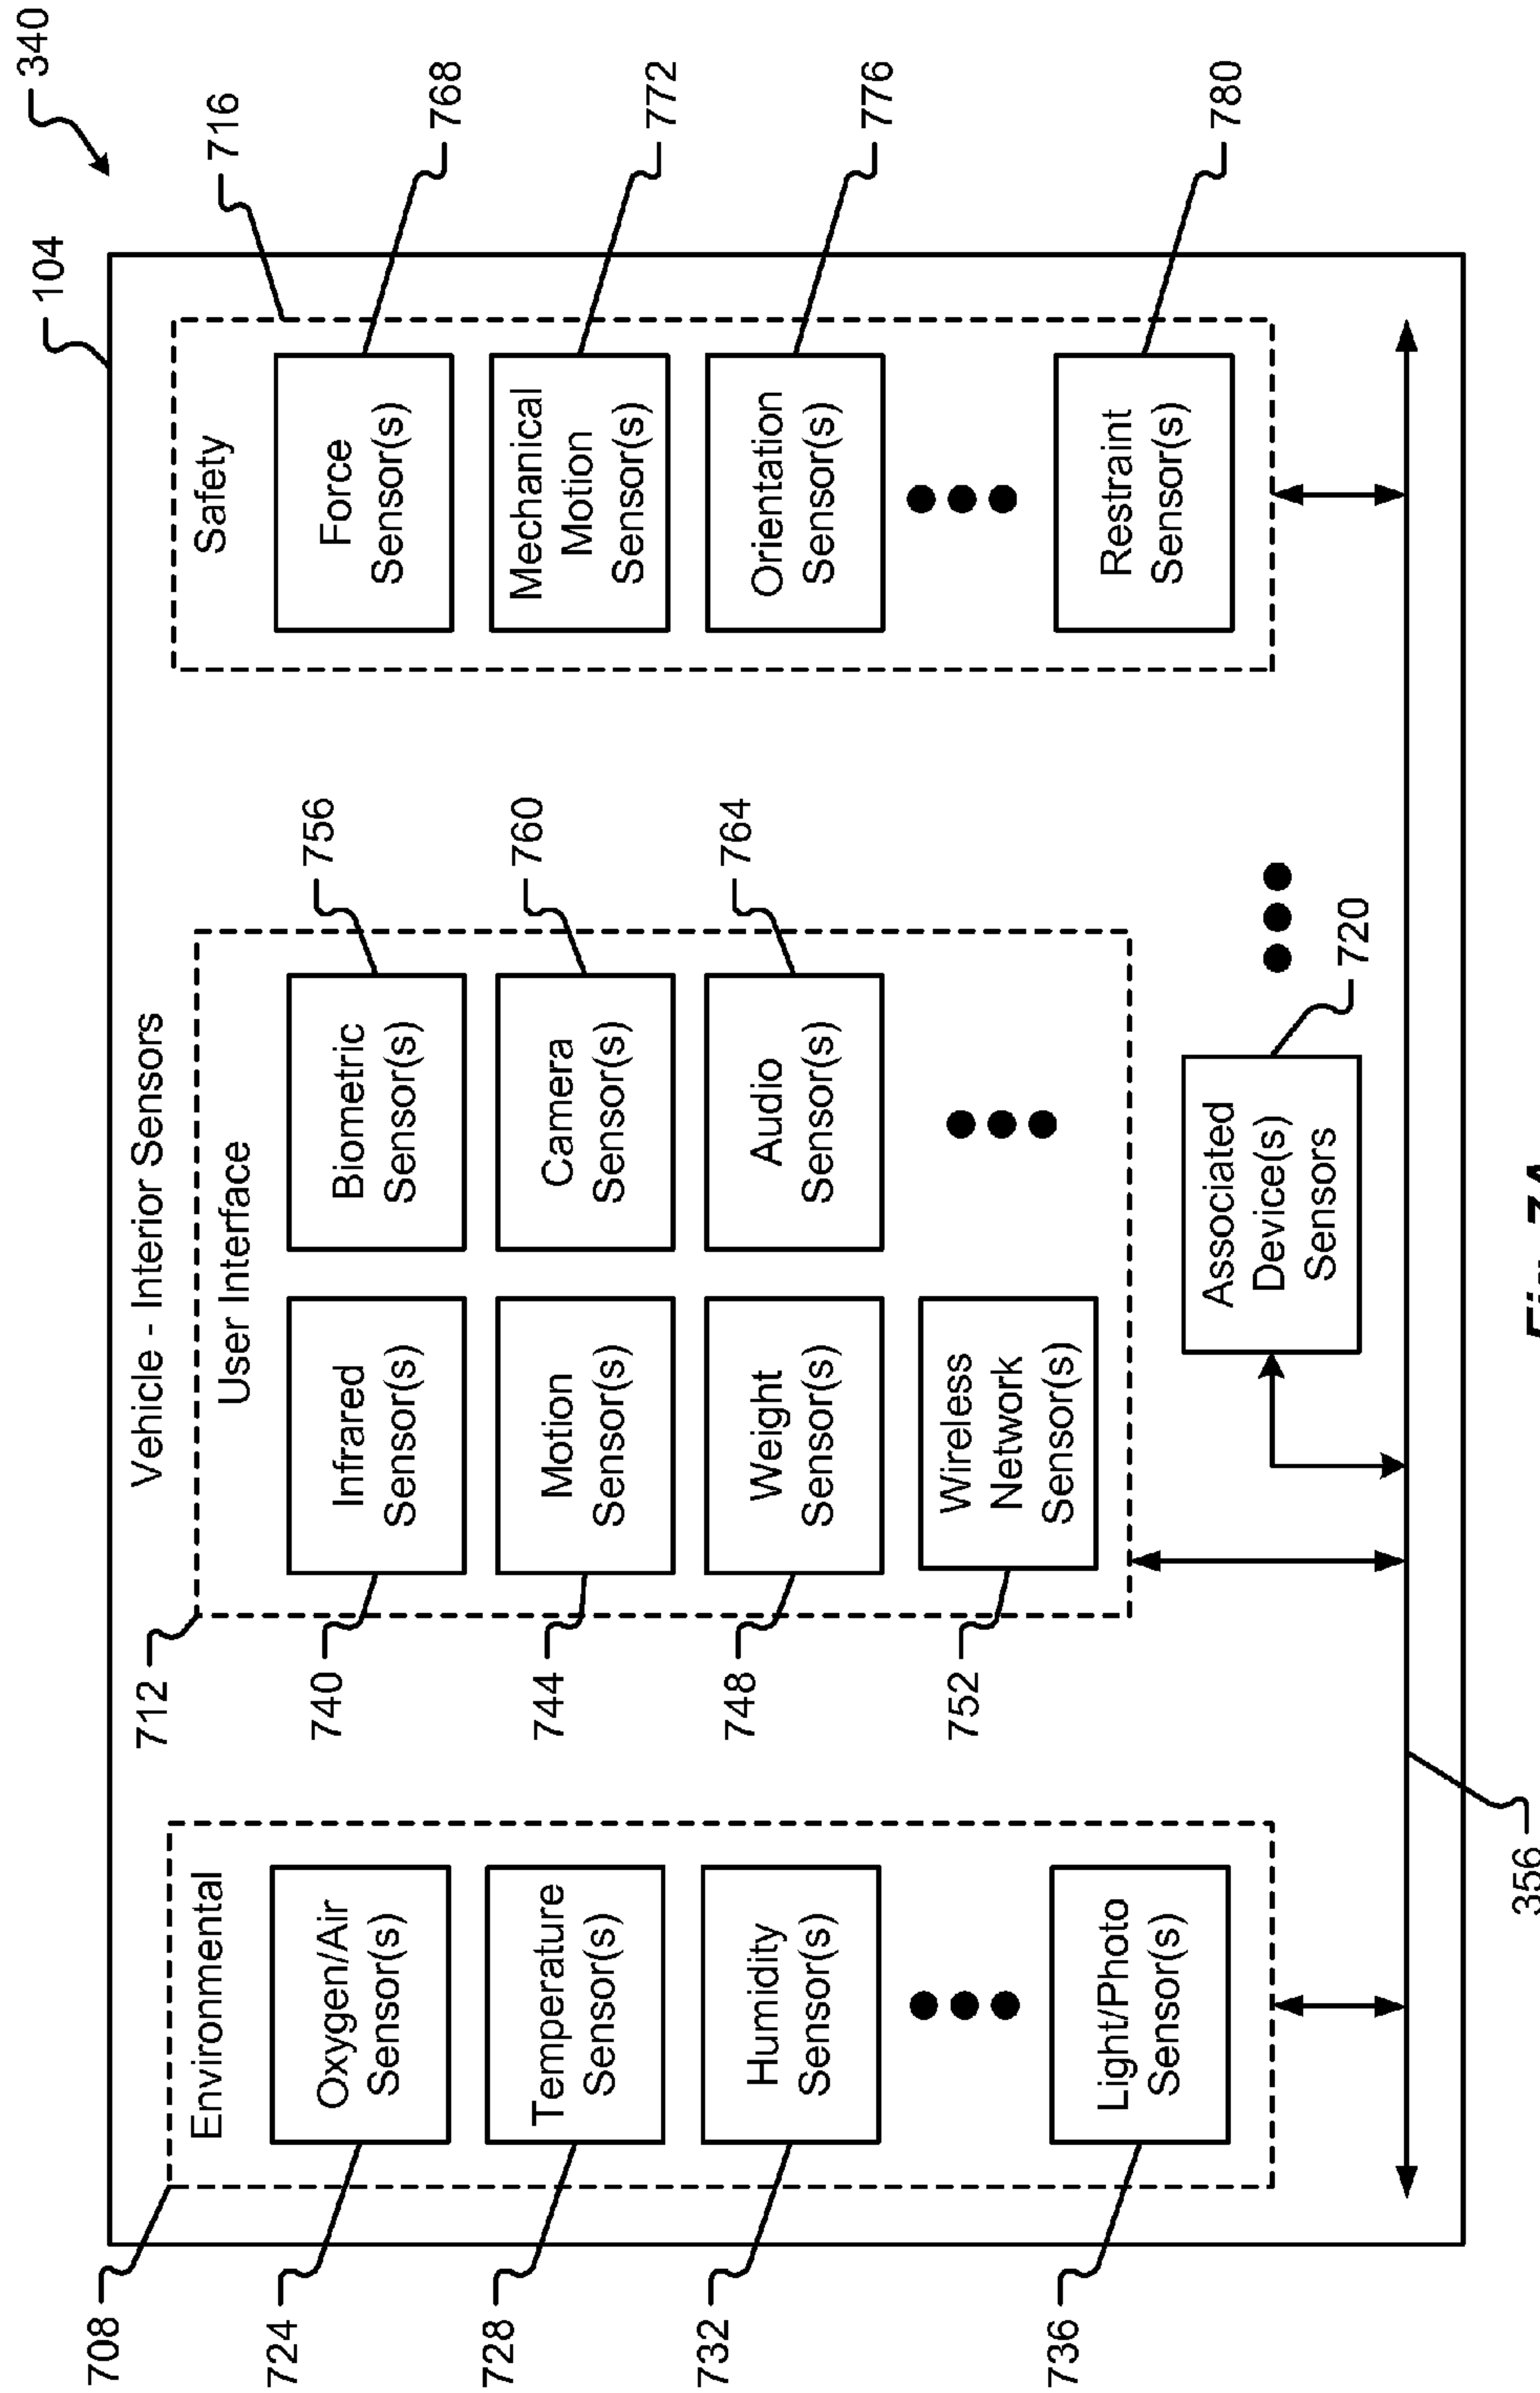 340
104
Vehicle - Interior Sensors
708
Environmental
724
Oxygen/Air
Sensor(s)
728
Temperature
Sensor(s)
732
Humidity
Sensor(s)
736
Light/Photo
Sensor(s)
712
User Interface
740
Infrared
Sensor(s)
756
Biometric
Sensor(s)
744
Motion
Sensor(s)
760
Camera
Sensor(s)
748
Weight
Sensor(s)
764
Audio
Sensor(s)
752
Wireless
Network
Sensor(s)
716
Safety
768
Force
Sensor(s)
772
Mechanical
Motion
Sensor(s)
776
Orientation
Sensor(s)
780
Restraint
Sensor(s)
720
Associated
Device(s)
Sensors
356
Fig. 7A